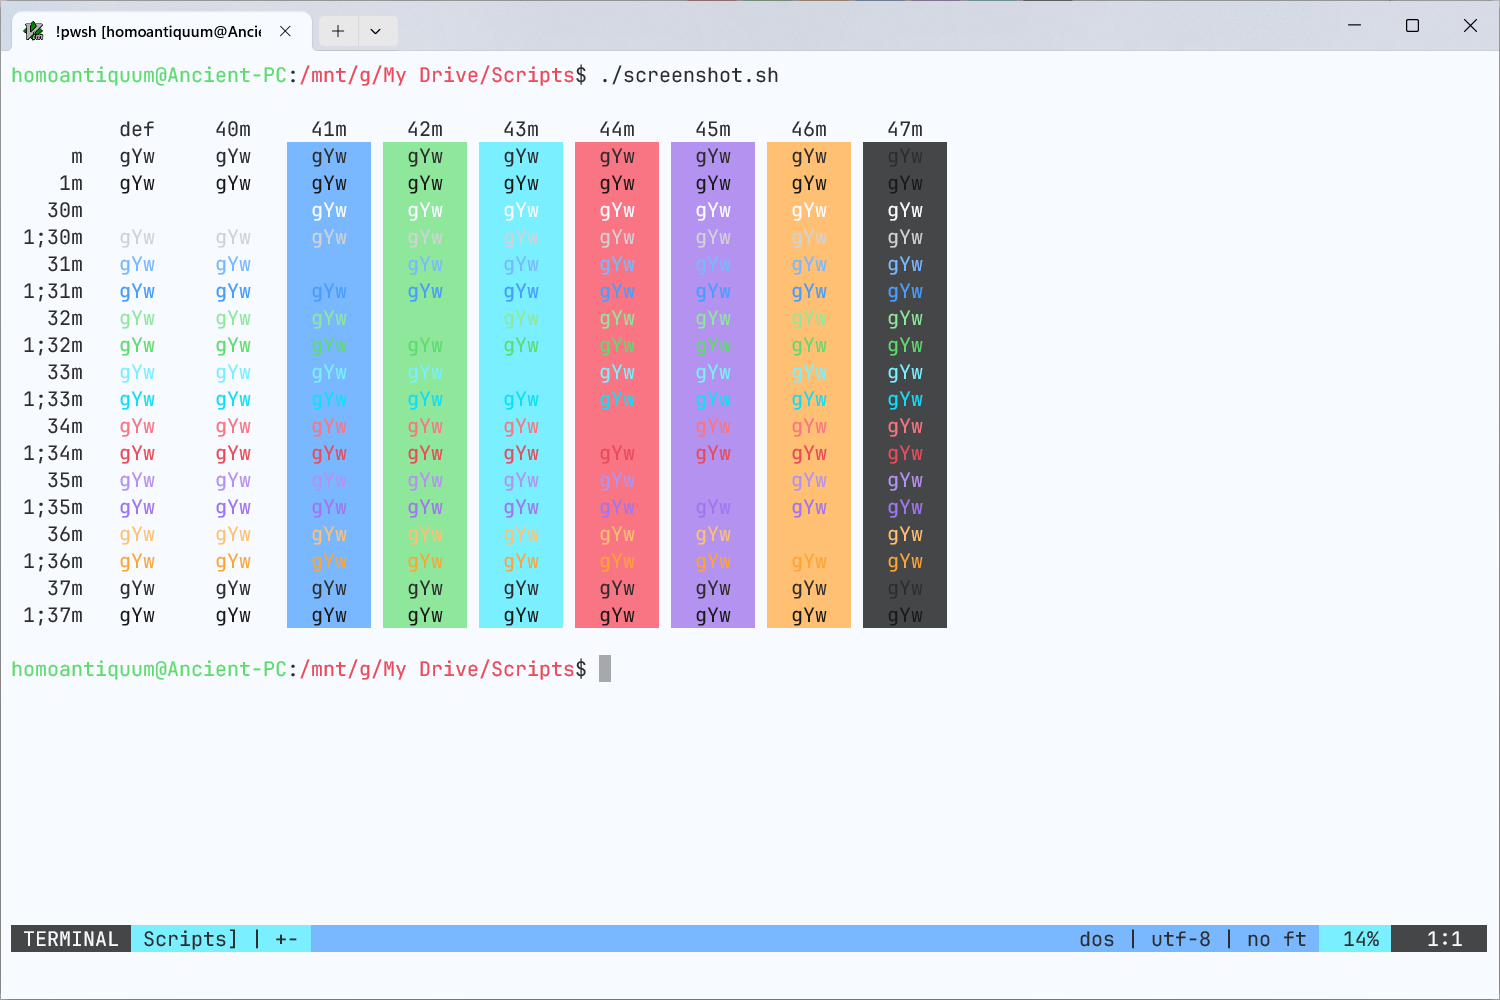 !pwsh [homoantiquum@Ancie
homoantiquum@Ancient-PC:/mnt/g/My Drive/Scripts$ ./screenshot.sh
def 40m 41m 42m 43m 44m 45m 46m 47m
m gYw gYw gYw gYw gYw gYw gYw gYw gYw
1m gYw gYw gYw gYw gYw gYw gYw gYw gYw
30m gYw gYw gYw gYw gYw gYw gYw
1;30m gYw gYw gYw gYw gYw gYw gYw gYw gYw
31m gYw gYw gYw gYw gYw gYw gYw gYw
1;31m gYw gYw gYw gYw gYw gYw gYw gYw gYw
32m gYw gYw gYw gYw gYw gYw gYw gYw
1;32m gYw gYw gYw gYw gYw gYw gYw gYw gYw
33m gYw gYw gYw gYw gYw gYw gYw gYw
1;33m gYw gYw gYw gYw gYw gYw gYw gYw gYw
34m gYw gYw gYw gYw gYw gYw gYw gYw
1;34m gYw gYw gYw gYw gYw gYw gYw gYw gYw
35m gYw gYw gYw gYw gYw gYw gYw gYw
1;35m gYw gYw gYw gYw gYw gYw gYw gYw gYw
36m gYw gYw gYw gYw gYw gYw gYw gYw
1;36m gYw gYw gYw gYw gYw gYw gYw gYw gYw
37m gYw gYw gYw gYw gYw gYw gYw gYw gYw
1;37m gYw gYw gYw gYw gYw gYw gYw gYw gYw
homoantiquum@Ancient-PC:/mnt/g/My Drive/Scripts$
TERMINAL Scripts] | +- dos | utf-8 | no ft 14% 1:1